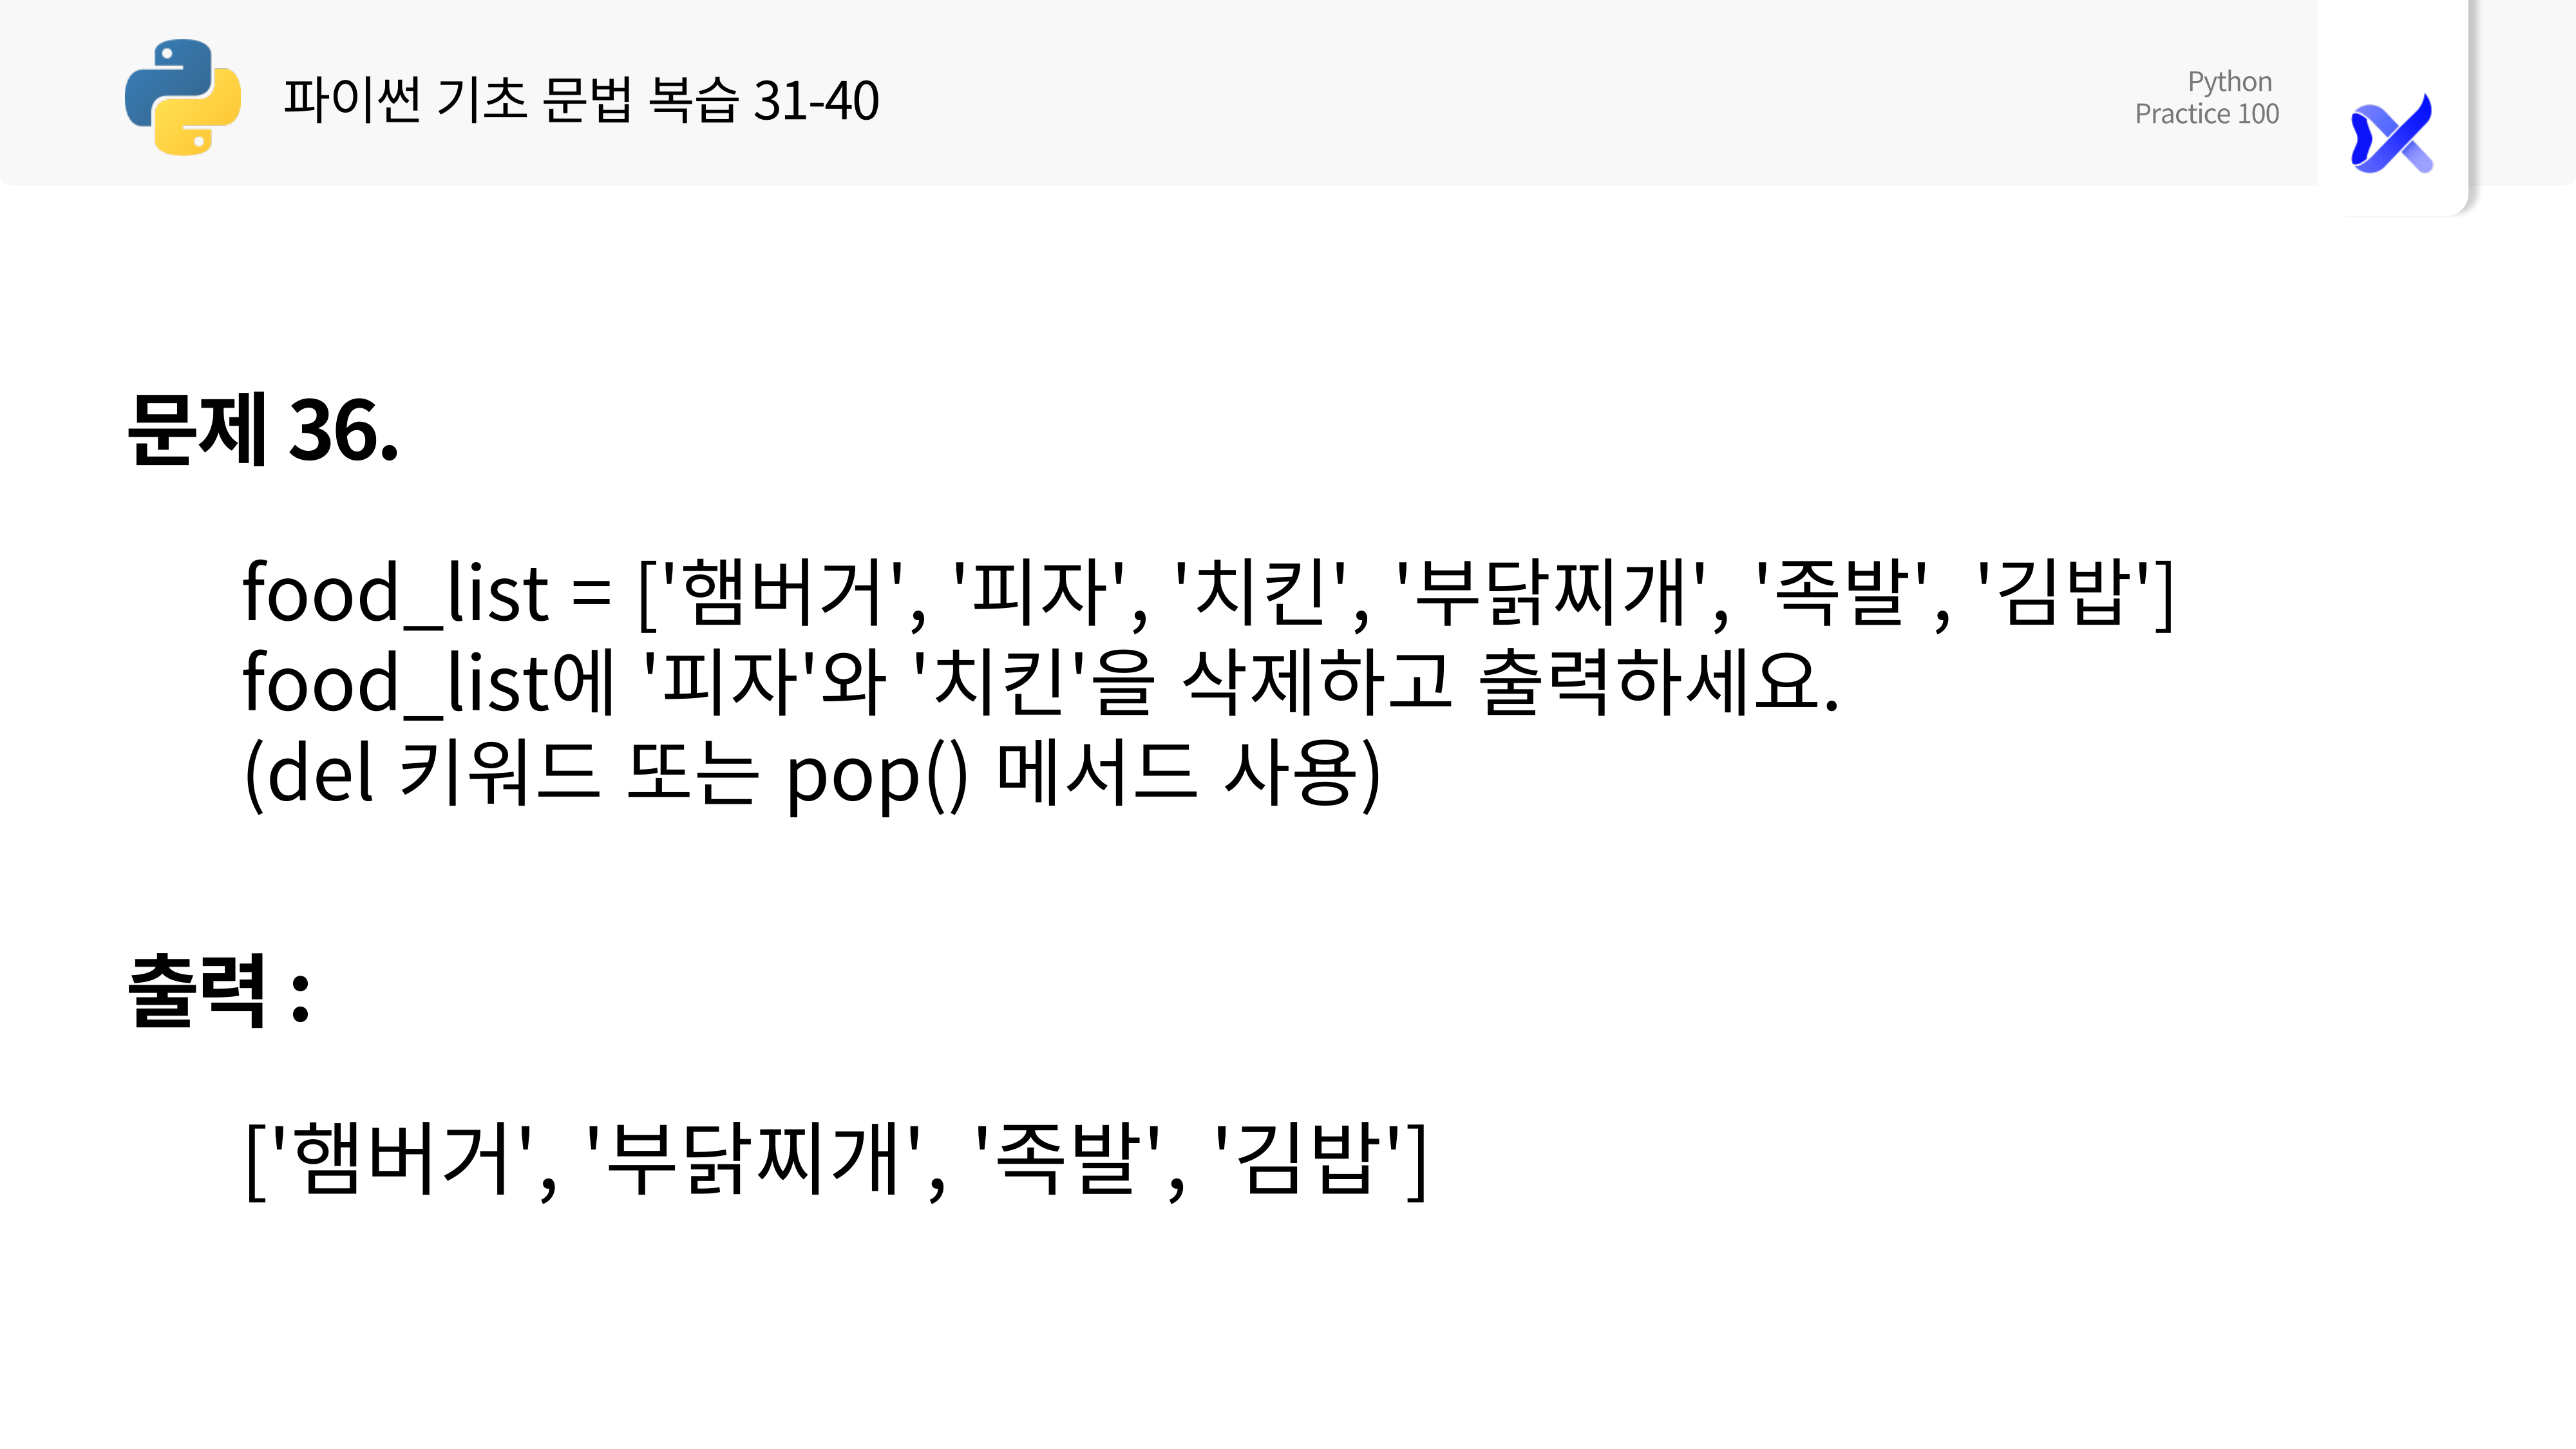 파이썬 기초 문법 복습 31-40
Python
Practice 100
문제 36.
food_list = ['햄버거', '피자', '치킨', '부닭찌개', '족발', '김밥']
food_list에 '피자'와 '치킨'을 삭제하고 출력하세요.
(del 키워드 또는 pop() 메서드 사용)
출력 :
['햄버거', '부닭찌개', '족발', '김밥']